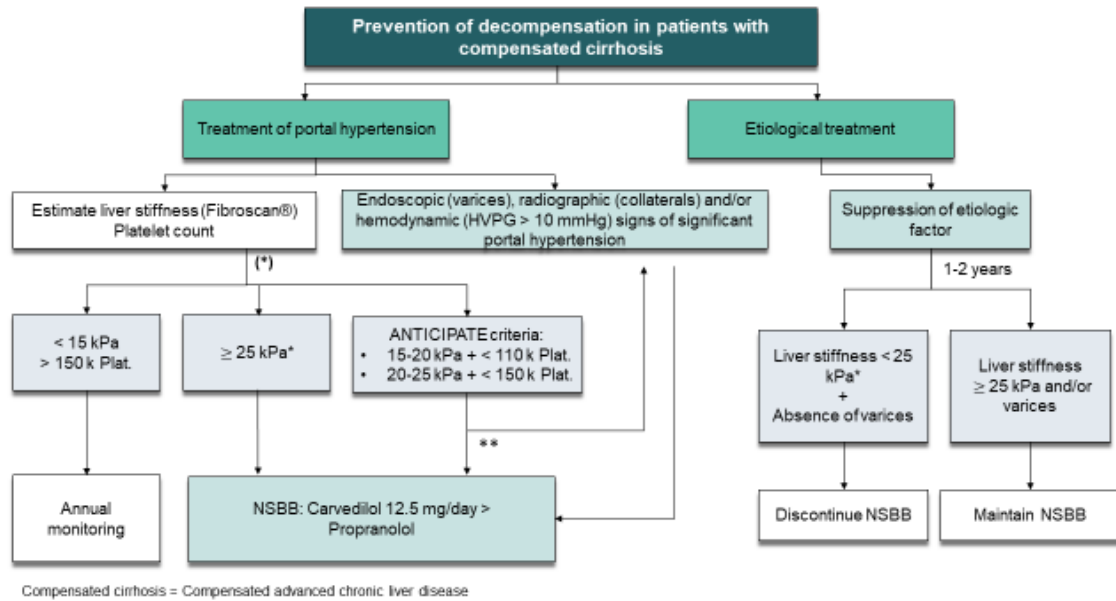 Prevention of decompensation in patients with
compensated cirrhosis
Treatment of portal hypertension
Etiological treatment
Estimate liver stiffness (Fibroscan®)
Platelet count
Endoscopic (varices), radiographic (collaterals) and/or
hemodynamic (HVPG > 10 mmHg) signs of significant
portal hypertension
Suppression of etiologic
factor
(*)
1-2 years
< 15 kPa
> 150 k Plat.
≥ 25 kPa*
ANTICIPATE criteria:
• 15-20 kPa + < 110 k Plat.
• 20-25 kPa + < 150 k Plat.
Liver stiffness < 25
kPa*
+
Absence of varices
Liver stiffness
≥ 25 kPa and/or
varices
**
Annual
monitoring
NSBB: Carvedilol 12.5 mg/day >
Propranolol
Discontinue NSBB
Maintain NSBB
Compensated cirrhosis = Compensated advanced chronic liver disease